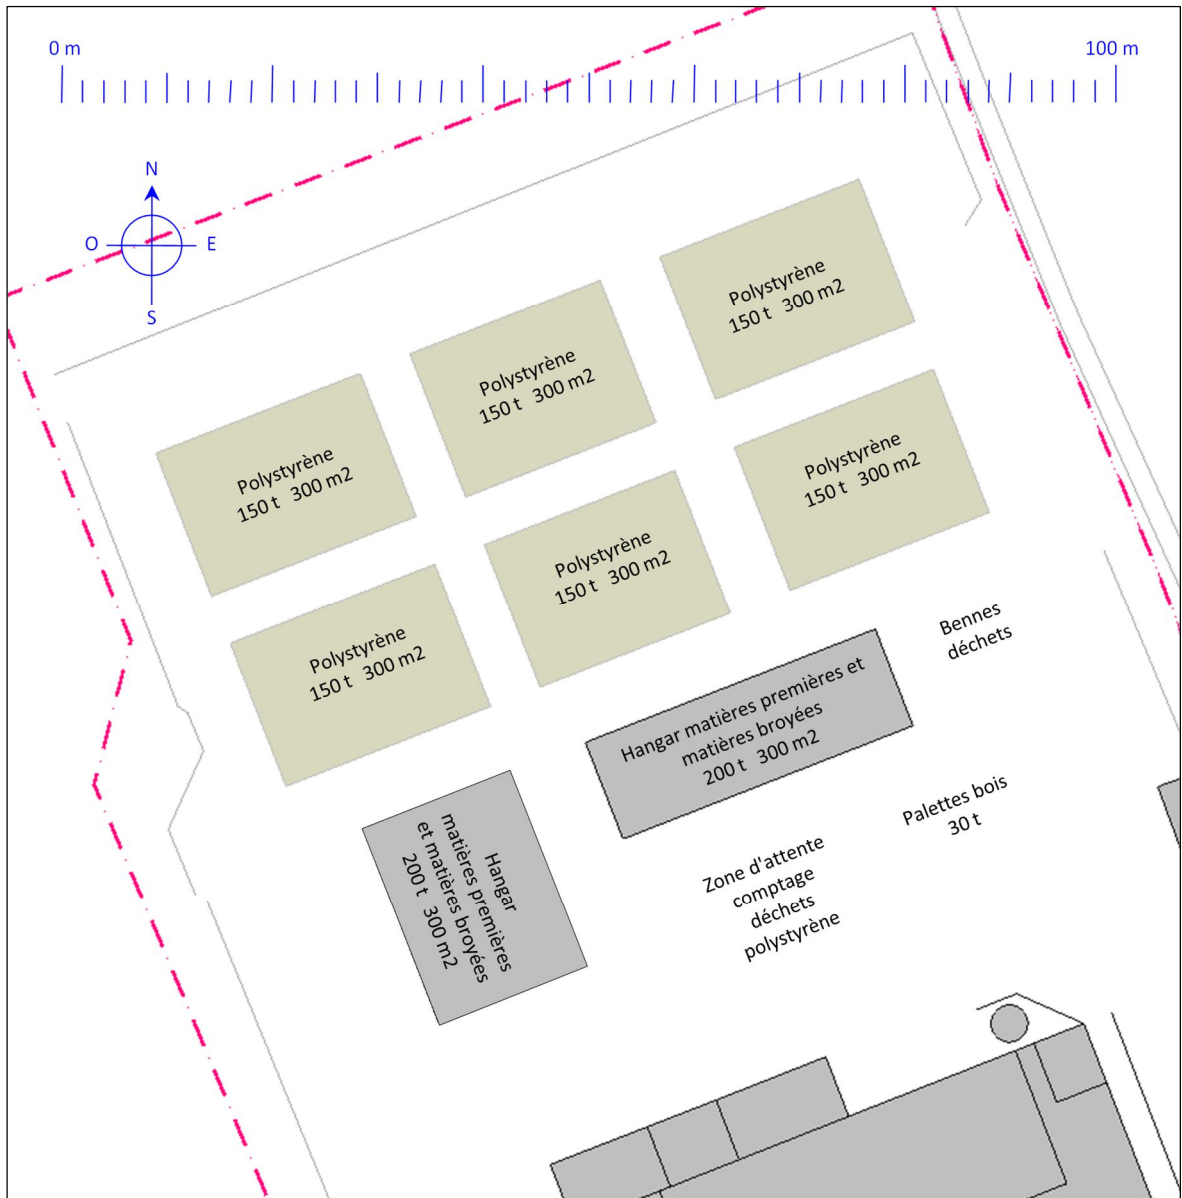 0 m
100 m
N
O
E
S
Polystyrène
150 t 300 m2
Polystyrène
150 t 300 m2
Polystyrène
150 t 300 m2
Polystyrène
150 t 300 m2
Polystyrène
150 t 300 m2
Polystyrène
150 t 300 m2
Bennes
déchets
Hangar matières premières et
matières broyées
200 t 300 m2
Palettes bois
30 t
Hangar
matières premières
et matières broyées
200 t 300 m2
Zone d'attente
comptage
déchets
polystyrène